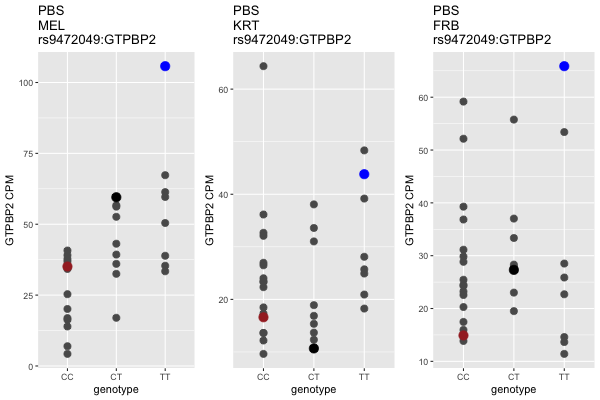 PBS
MEL
rs9472049:GTPBP2
GTPBP2 CPM
100
75
50
25
0
CC CT TT
genotype
PBS
KRT
rs9472049:GTPBP2
GTPBP2 CPM
60
40
20
CC CT TT
genotype
PBS
FRB
rs9472049:GTPBP2
GTPBP2 CPM
60
50
40
30
20
10
CC CT TT
genotype